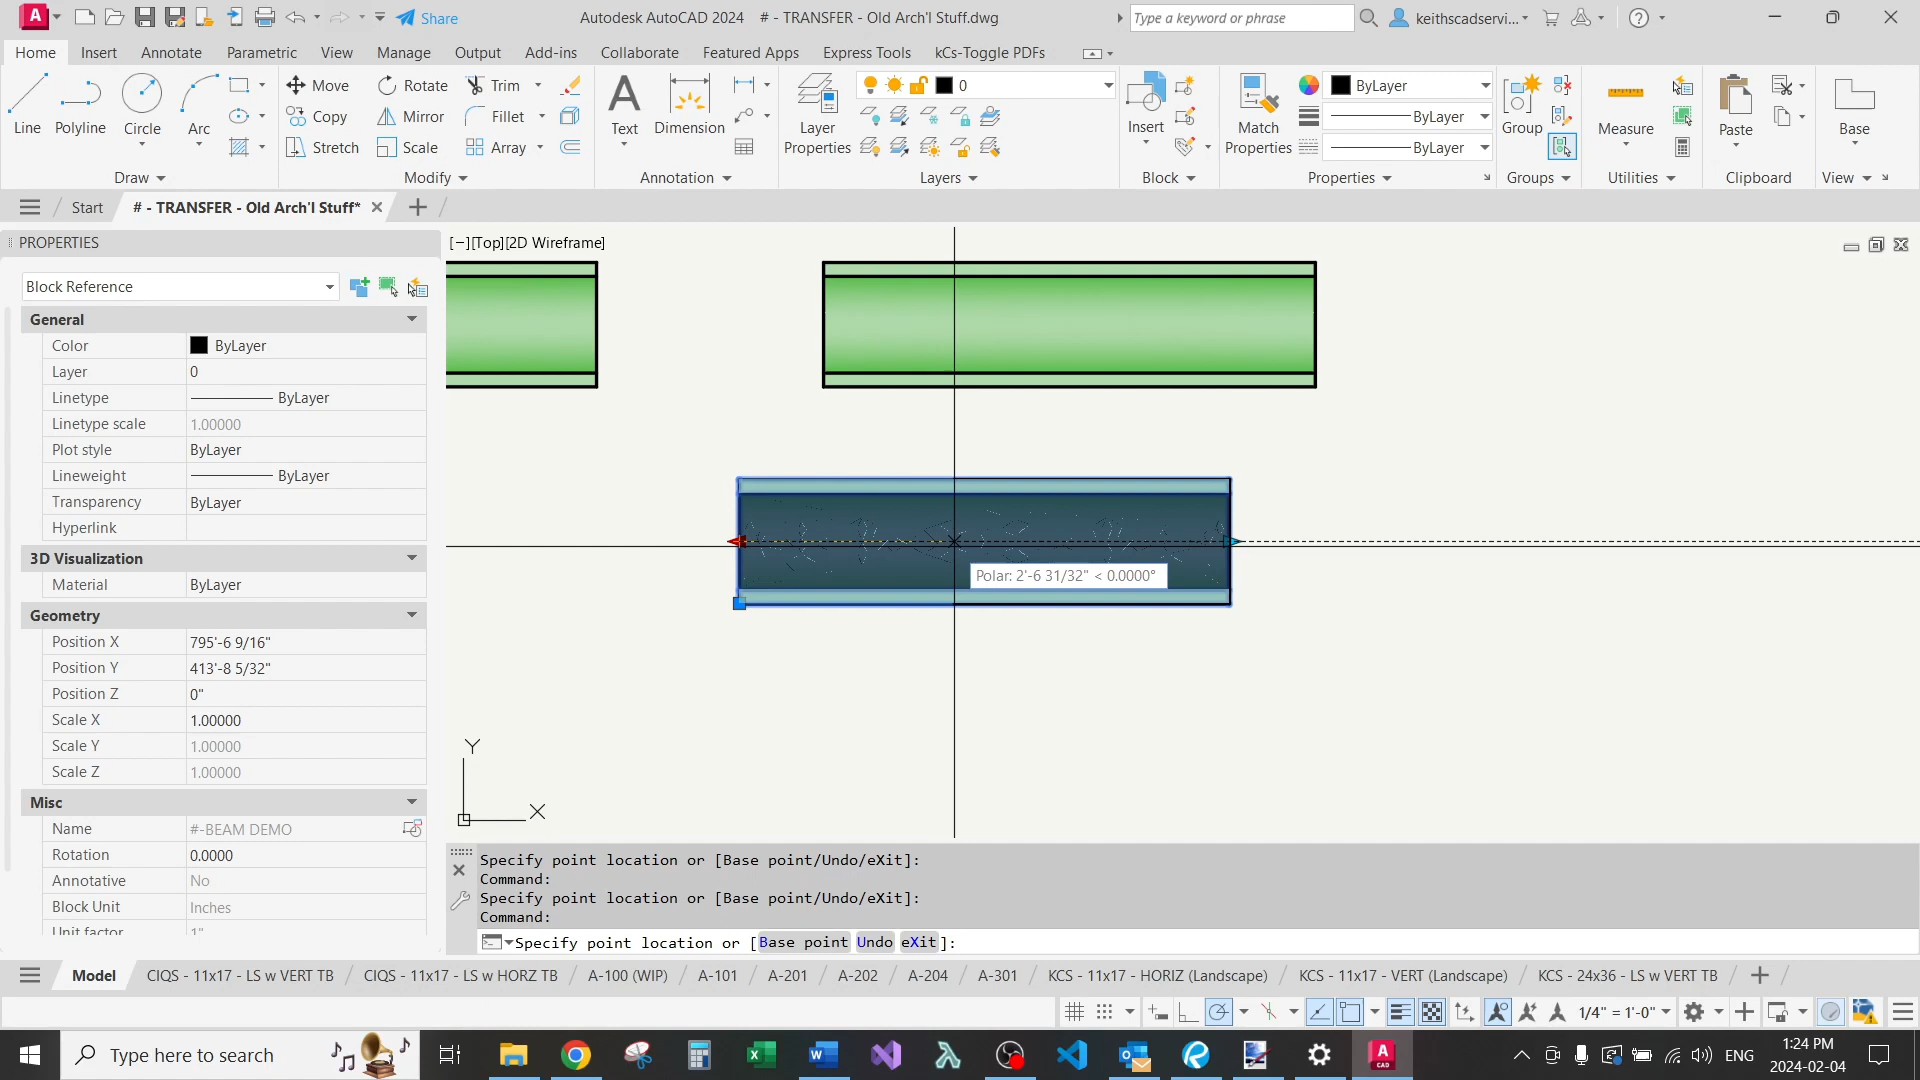 Share
Autodesk AutoCAD 2024 # - TRANSFER - Old Arch'l Stuff.dwg
Type a keyword or phrase
keithscadservi...
Home Insert Annotate Parametric View Manage Output Add-ins Collaborate Featured Apps Express Tools kCs-Toggle PDFs
Line Polyline Circle Arc
Move Rotate Trim
Copy Mirror Fillet
Stretch Scale Array
Text Dimension
Layer Properties
0
Insert
Match Properties
ByLayer
ByLayer
ByLayer
Group Measure Paste Base
Draw Modify Annotation Layers Block Properties Groups Utilities Clipboard View
Start # - TRANSFER - Old Arch'l Stuff*
PROPERTIES
[−][Top][2D Wireframe]
Block Reference
General
Color ByLayer
Layer 0
Linetype ByLayer
Linetype scale 1.00000
Plot style ByLayer
Lineweight ByLayer
Transparency ByLayer
Hyperlink
3D Visualization
Material ByLayer
Geometry
Position X 795'-6 9/16"
Position Y 413'-8 5/32"
Position Z 0"
Scale X 1.00000
Scale Y 1.00000
Scale Z 1.00000
Misc
Name #-BEAM DEMO
Rotation 0.0000
Annotative No
Block Unit Inches
Unit factor 1"
Polar: 2'-6 31/32" < 0.0000°
Y
X
Specify point location or [Base point/Undo/eXit]:
Command:
Specify point location or [Base point/Undo/eXit]:
Command:
Specify point location or [Base point Undo eXit]:
Model CIQS - 11x17 - LS w VERT TB CIQS - 11x17 - LS w HORZ TB A-100 (WIP) A-101 A-201 A-202 A-204 A-301 KCS - 11x17 - HORIZ (Landscape) KCS - 11x17 - VERT (Landscape) KCS - 24x36 - LS w VERT TB
1/4" = 1'-0"
Type here to search
ENG
1:24 PM
2024-02-04